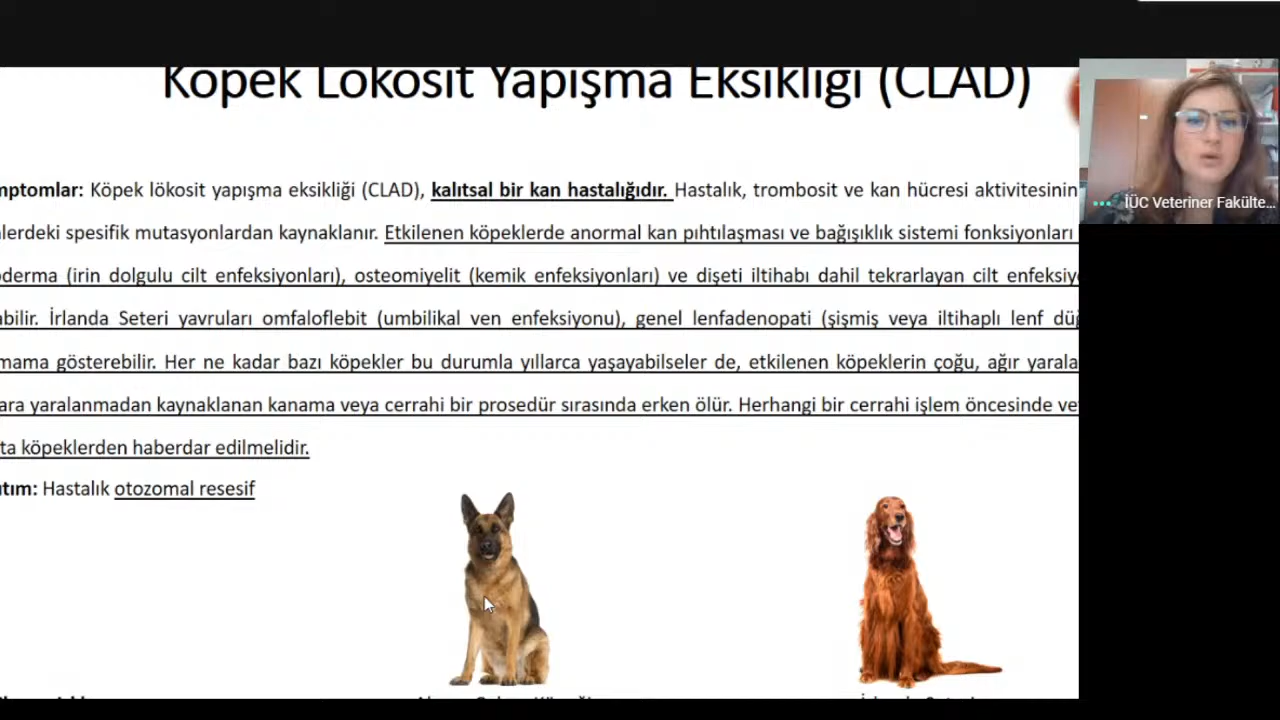 Köpek Lökosit Yapışma Eksikliği (CLAD)
mptomlar: Köpek lökosit yapışma eksikliği (CLAD), kalıtsal bir kan hastalığıdır. Hastalık, trombosit ve kan hücresi aktivitesinin
lerdeki spesifik mutasyonlardan kaynaklanır. Etkilenen köpeklerde anormal kan pıhtılaşması ve bağışıklık sistemi fonksiyonları
oderma (irin dolgulu cilt enfeksiyonları), osteomiyelit (kemik enfeksiyonları) ve dişeti iltihabı dahil tekrarlayan cilt enfeksiy
abilir. İrlanda Seteri yavruları omfaloflebit (umbilikal ven enfeksiyonu), genel lenfadenopati (şişmiş veya iltihaplı lenf düğ
mama gösterebilir. Her ne kadar bazı köpekler bu durumla yıllarca yaşayabilseler de, etkilenen köpeklerin çoğu, ağır yarala
ara yaralanmadan kaynaklanan kanama veya cerrahi bir prosedür sırasında erken ölür. Herhangi bir cerrahi işlem öncesinde ve
ta köpeklerden haberdar edilmelidir.
tım: Hastalık otozomal resesif
İÜC Veteriner Fakülte...